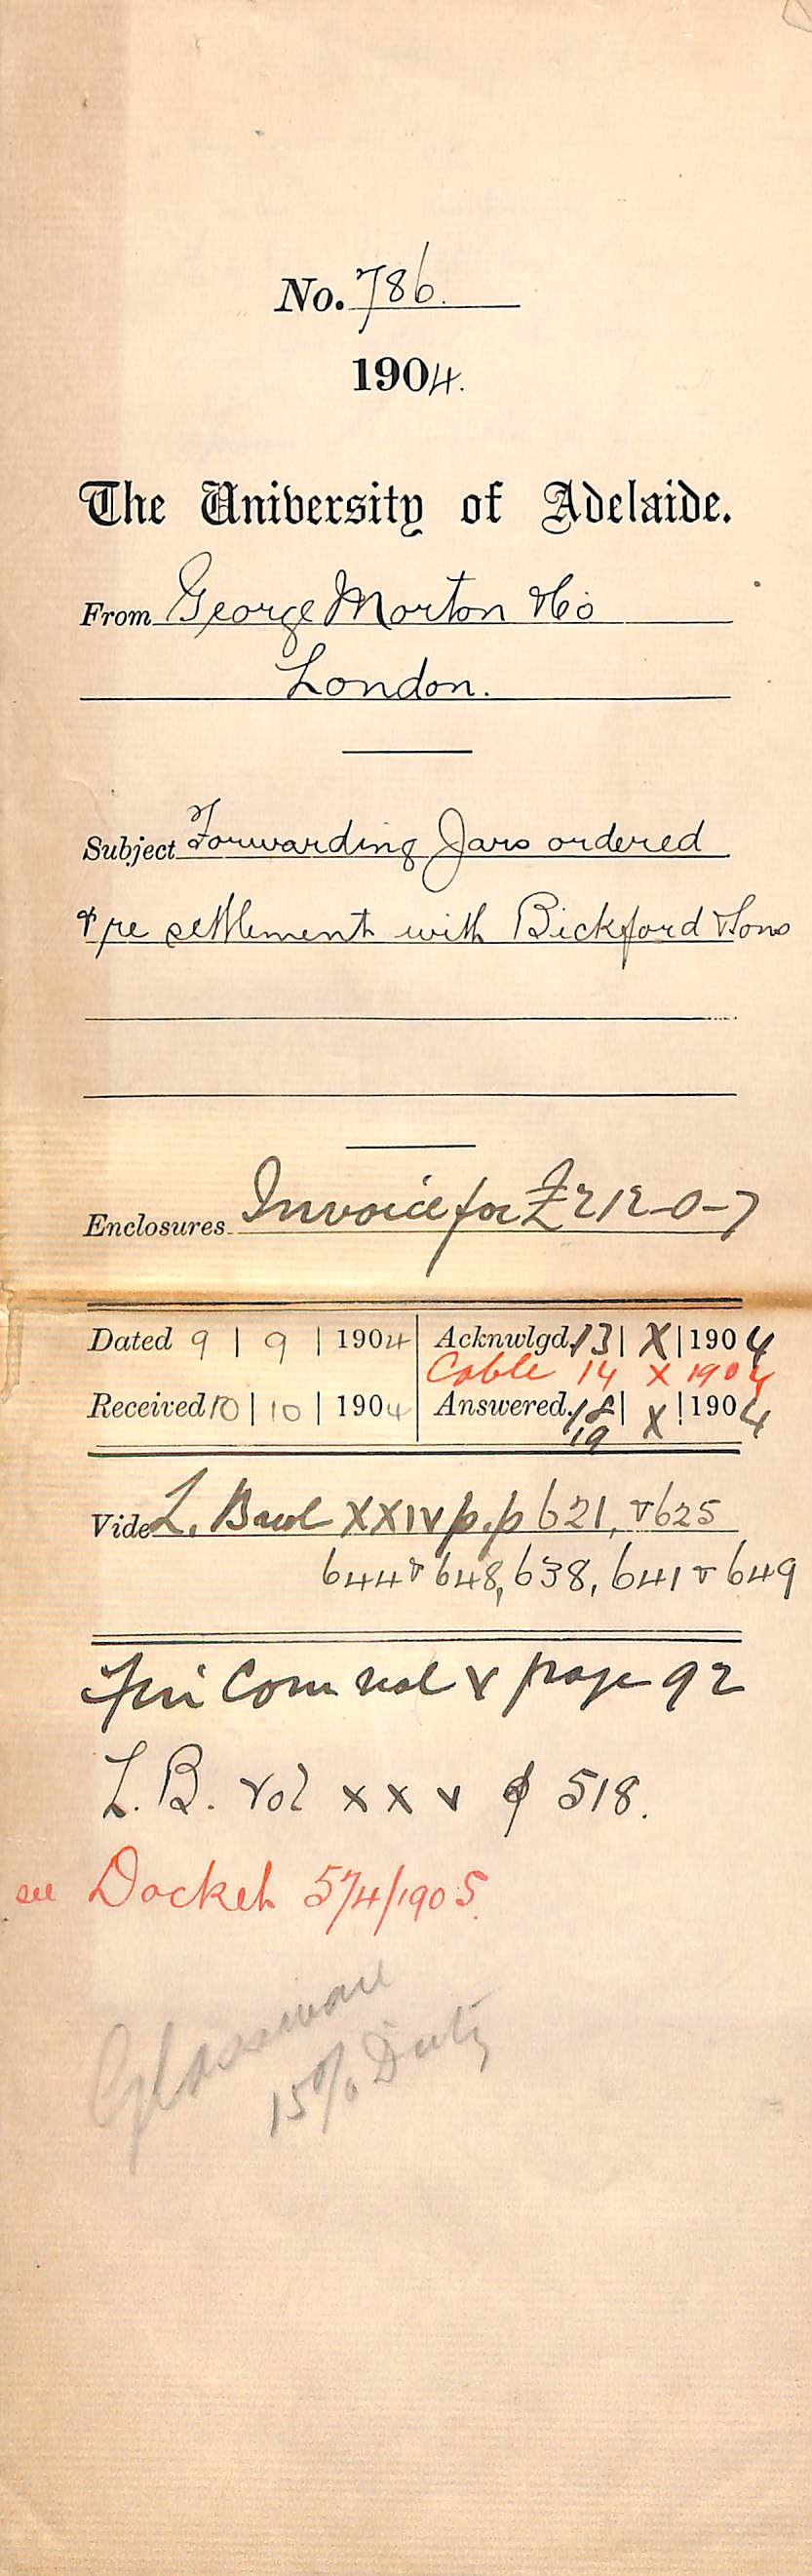 No. 786.
1904.
The University of Adelaide.
From George Morton & Co
London.
Subject Forwarding Jars ordered
& re settlement with Bickford & Sons
Enclosures Invoice for £212-0-7
Dated 9 | 9 | 1904 Acknwlgd. 13 | X | 1904
Cable 14 X 1904
Received 10 | 10 | 1904 Answered. 18 | X | 1904
19
Vide L. Book XXIV p.p 621, & 625
644 & 648, 638, 641 & 649
Fin Com vol V page 92
L.B. Vol XXV p 518.
see Docket 574/1905.
Glassware
15% Duty